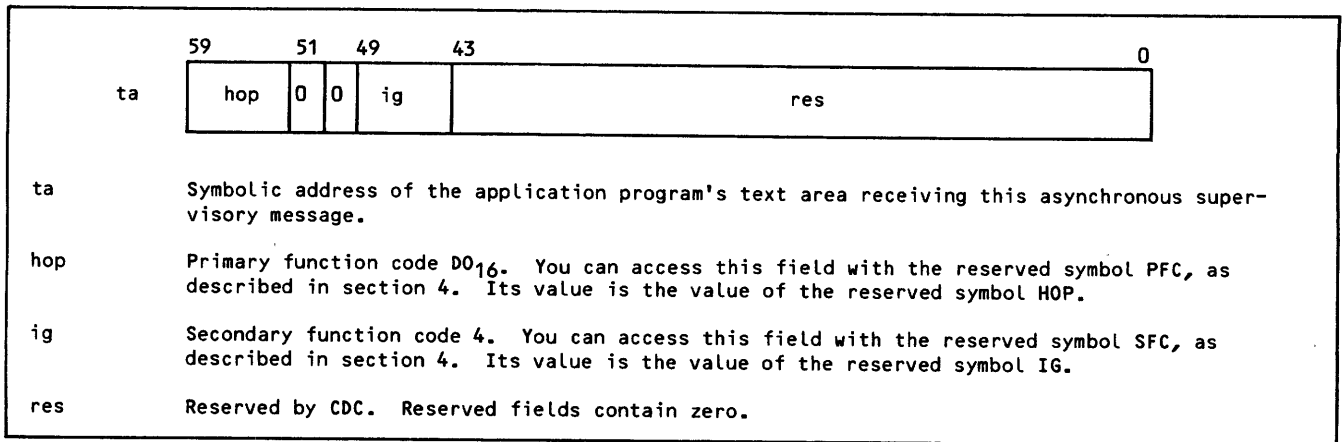 59 51 49 43 0
ta hop 0 0 ig res
ta Symbolic address of the application program's text area receiving this asynchronous super-
visory message.
hop Primary function code D0₁₆. You can access this field with the reserved symbol PFC, as
described in section 4. Its value is the value of the reserved symbol HOP.
ig Secondary function code 4. You can access this field with the reserved symbol SFC, as
described in section 4. Its value is the value of the reserved symbol IG.
res Reserved by CDC. Reserved fields contain zero.